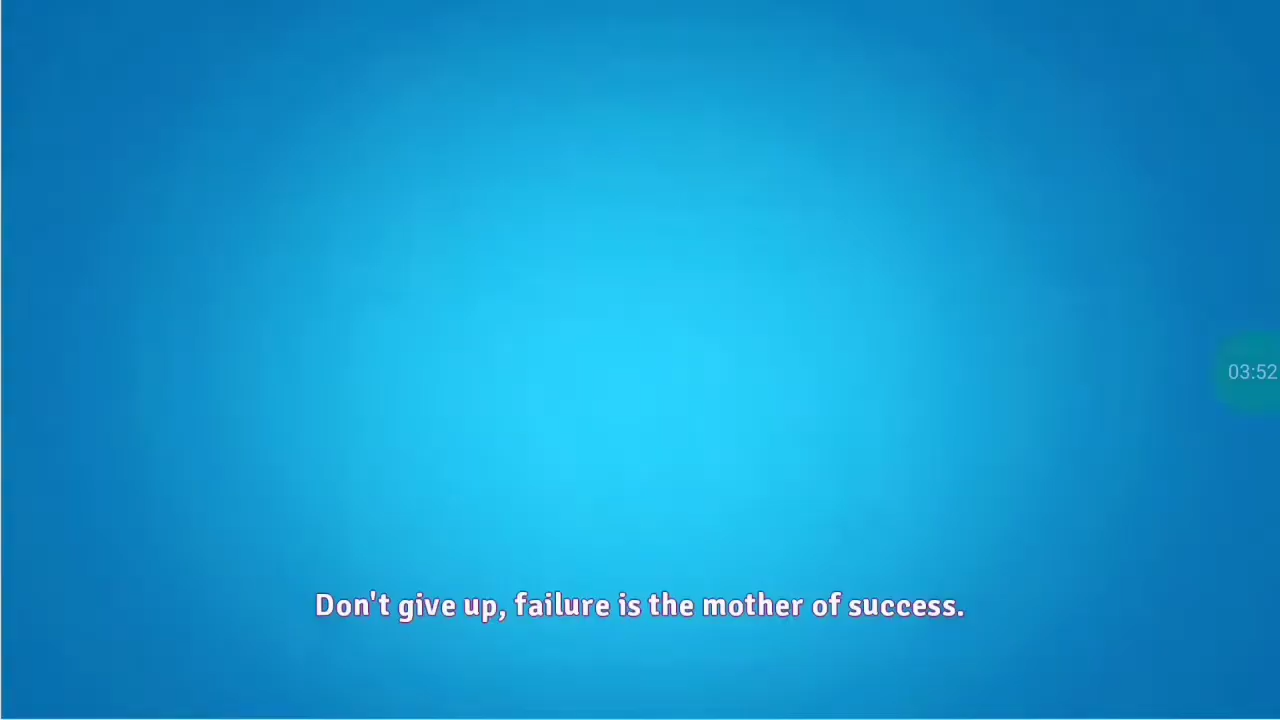 03:52
Don't give up, failure is the mother of success.